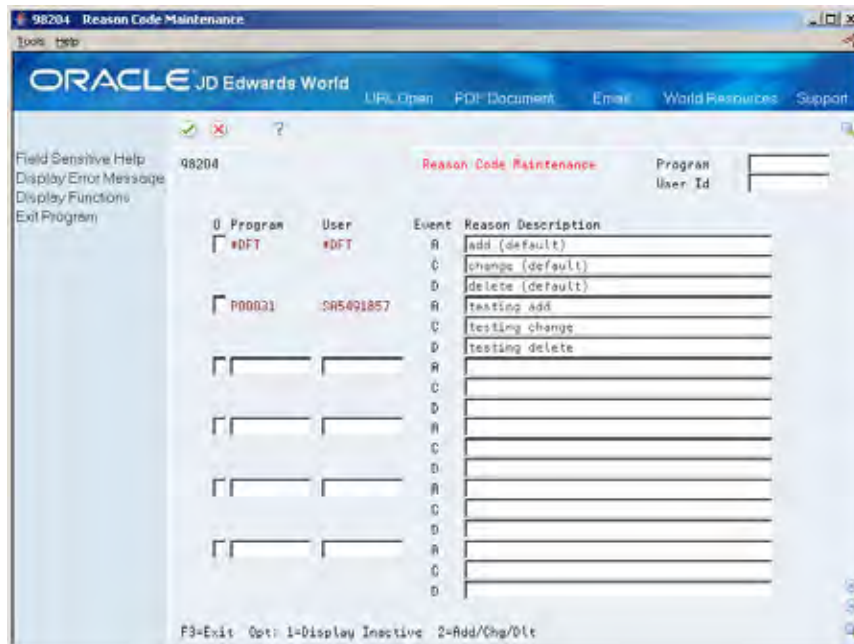 98204 Reason Code Maintenance
Tools Help
ORACLE JD Edwards World
URL Open PDF Document Email World Resources Support
?
Field Sensitive Help
Display Error Message
Display Functions
Exit Program
98204 Reason Code Maintenance Program
User Id
O Program User Event Reason Description
*DFT *DFT A add (default)
C change (default)
D delete (default)
P00031 SA5491857 A testing add
C testing change
D testing delete
A
C
D
A
C
D
A
C
D
A
C
D
F3=Exit Opt: 1=Display Inactive 2=Add/Chg/Dlt